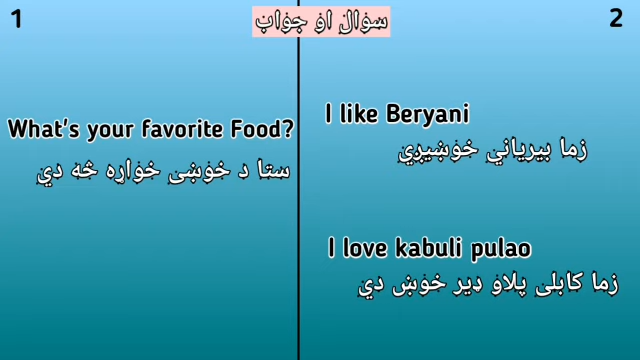 1
سوال او جواب
2
What's your favorite Food?
ستا د خوښی خواړه څه دي
I like Beryani
زما بیریاني خوښیږي
I love kabuli pulao
زما کابلی پلاو ډیر خوښ دي